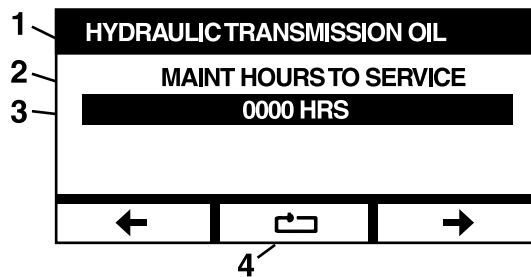 1 HYDRAULIC TRANSMISSION OIL
2 MAINT HOURS TO SERVICE
3 0000 HRS
4